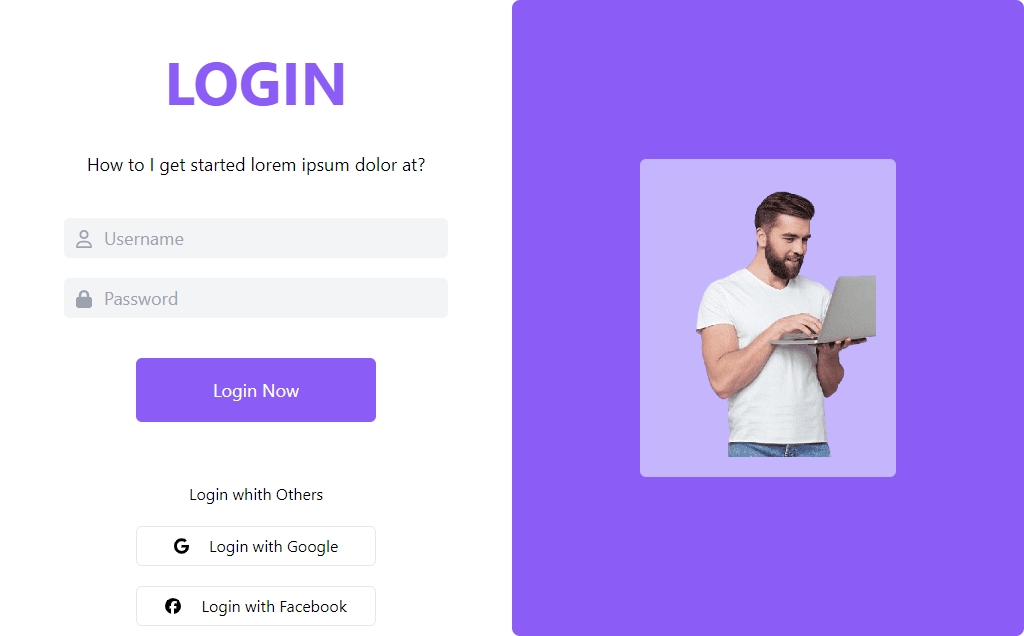 LOGIN
How to I get started lorem ipsum dolor at?
Username
Password
Login Now
Login whith Others
Login with Google
Login with Facebook